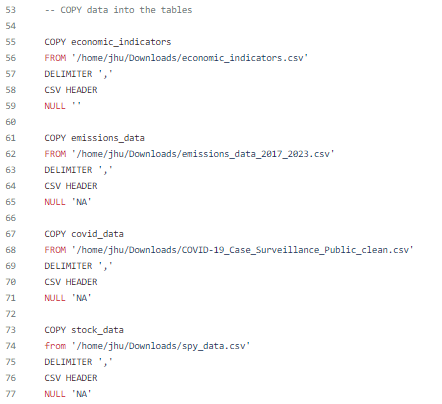 53 -- COPY data into the tables
54
55 COPY economic_indicators
56 FROM '/home/jhu/Downloads/economic_indicators.csv'
57 DELIMITER ','
58 CSV HEADER
59 NULL ''
60
61 COPY emissions_data
62 FROM '/home/jhu/Downloads/emissions_data_2017_2023.csv'
63 DELIMITER ','
64 CSV HEADER
65 NULL 'NA'
66
67 COPY covid_data
68 FROM '/home/jhu/Downloads/COVID-19_Case_Surveillance_Public_clean.csv'
69 DELIMITER ','
70 CSV HEADER
71 NULL 'NA'
72
73 COPY stock_data
74 from '/home/jhu/Downloads/spy_data.csv'
75 DELIMITER ','
76 CSV HEADER
77 NULL 'NA'